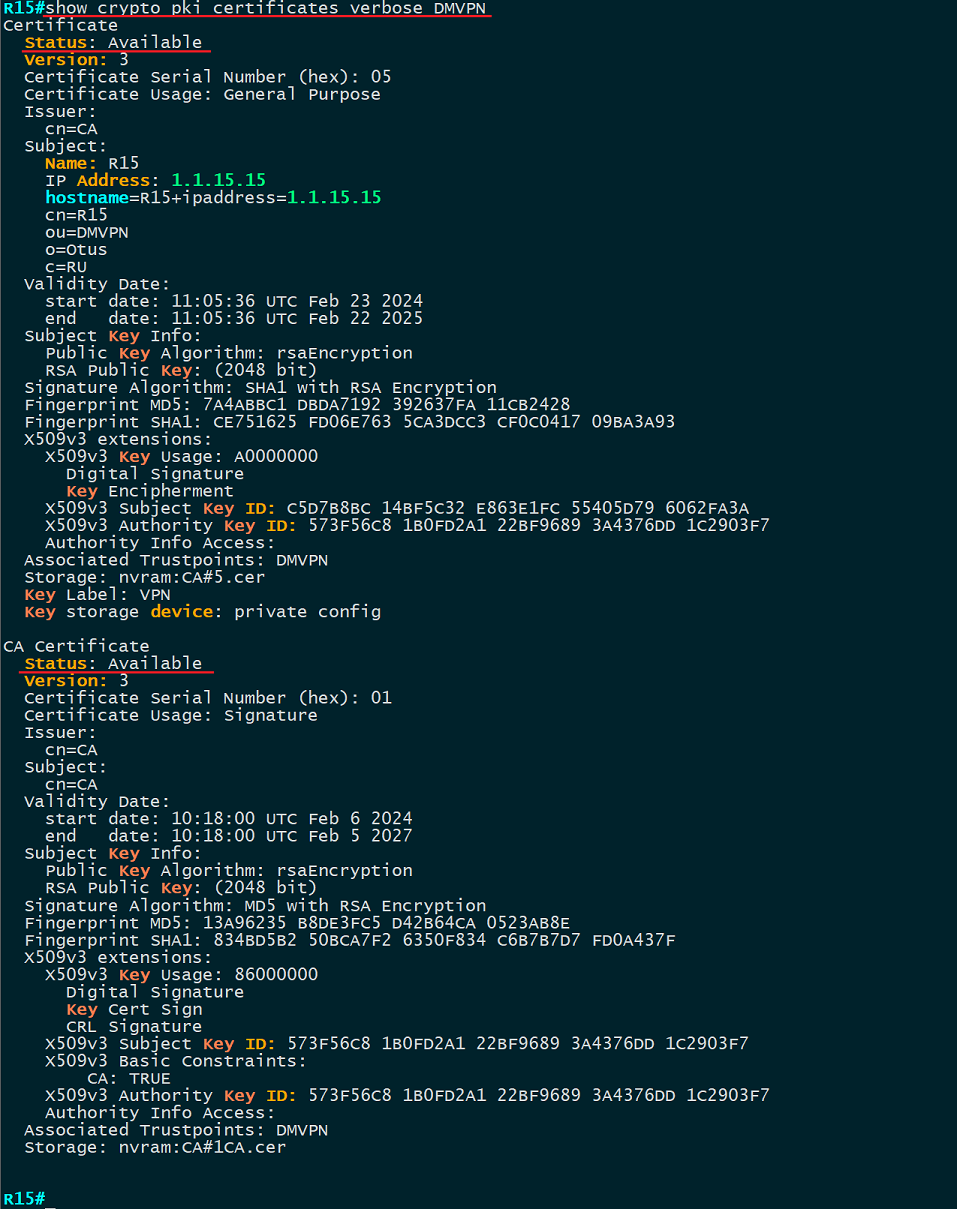 R15#show crypto pki certificates verbose DMVPN
Certificate
  Status: Available
  Version: 3
  Certificate Serial Number (hex): 05
  Certificate Usage: General Purpose
  Issuer:
    cn=CA
  Subject:
    Name: R15
    IP Address: 1.1.15.15
    hostname=R15+ipaddress=1.1.15.15
    cn=R15
    ou=DMVPN
    o=Otus
    c=RU
  Validity Date:
    start date: 11:05:36 UTC Feb 23 2024
    end   date: 11:05:36 UTC Feb 22 2025
  Subject Key Info:
    Public Key Algorithm: rsaEncryption
    RSA Public Key: (2048 bit)
  Signature Algorithm: SHA1 with RSA Encryption
  Fingerprint MD5: 7A4ABBC1 DBDA7192 392637FA 11CB2428
  Fingerprint SHA1: CE751625 FD06E763 5CA3DCC3 CF0C0417 09BA3A93
  X509v3 extensions:
    X509v3 Key Usage: A0000000
      Digital Signature
      Key Encipherment
    X509v3 Subject Key ID: C5D7B8BC 14BF5C32 E863E1FC 55405D79 6062FA3A
    X509v3 Authority Key ID: 573F56C8 1B0FD2A1 22BF9689 3A4376DD 1C2903F7
    Authority Info Access:
  Associated Trustpoints: DMVPN
  Storage: nvram:CA#5.cer
  Key Label: VPN
  Key storage device: private config

CA Certificate
  Status: Available
  Version: 3
  Certificate Serial Number (hex): 01
  Certificate Usage: Signature
  Issuer:
    cn=CA
  Subject:
    cn=CA
  Validity Date:
    start date: 10:18:00 UTC Feb 6 2024
    end   date: 10:18:00 UTC Feb 5 2027
  Subject Key Info:
    Public Key Algorithm: rsaEncryption
    RSA Public Key: (2048 bit)
  Signature Algorithm: MD5 with RSA Encryption
  Fingerprint MD5: 13A96235 B8DE3FC5 D42B64CA 0523AB8E
  Fingerprint SHA1: 834BD5B2 50BCA7F2 6350F834 C6B7B7D7 FD0A437F
  X509v3 extensions:
    X509v3 Key Usage: 86000000
      Digital Signature
      Key Cert Sign
      CRL Signature
    X509v3 Subject Key ID: 573F56C8 1B0FD2A1 22BF9689 3A4376DD 1C2903F7
    X509v3 Basic Constraints:
        CA: TRUE
    X509v3 Authority Key ID: 573F56C8 1B0FD2A1 22BF9689 3A4376DD 1C2903F7
    Authority Info Access:
  Associated Trustpoints: DMVPN
  Storage: nvram:CA#1CA.cer

R15#